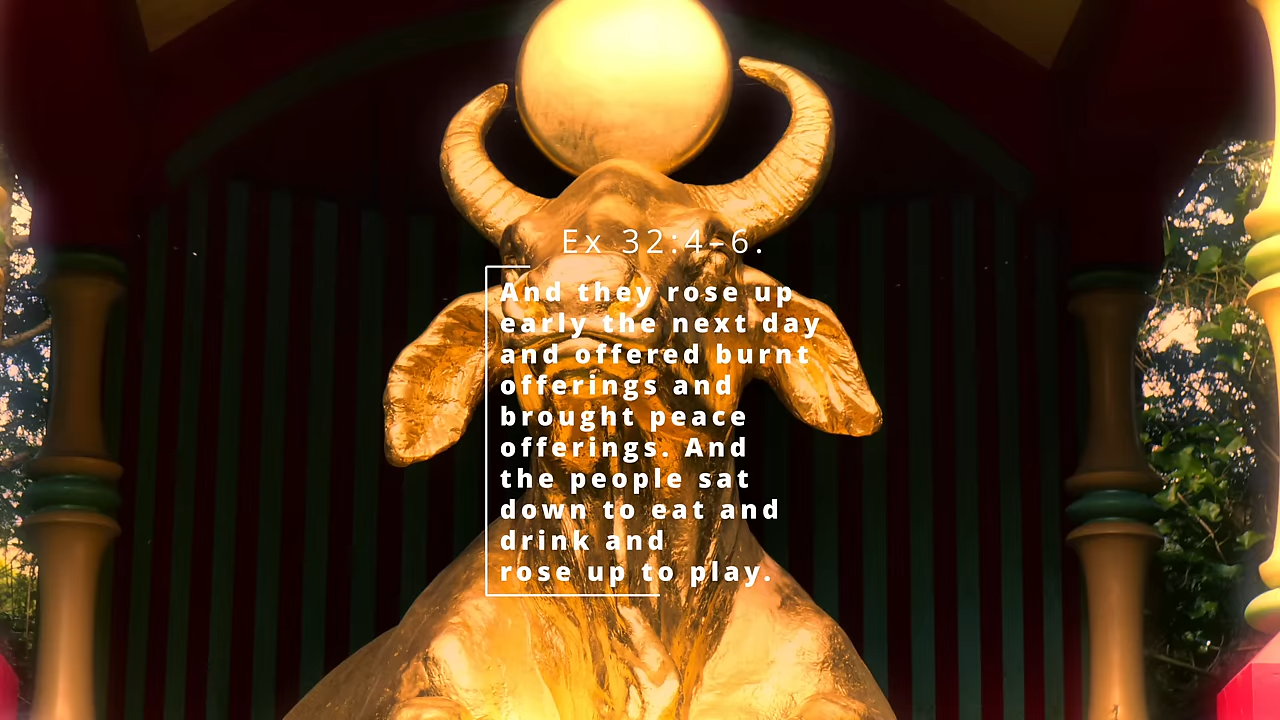 Ex 32:4–6.
And they rose up
early the next day
and offered burnt
offerings and
brought peace
offerings. And
the people sat
down to eat and
drink and
rose up to play.